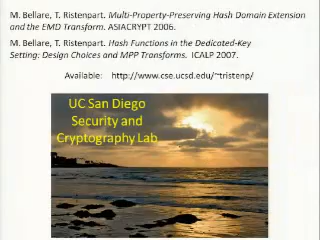 M. Bellare, T. Ristenpart. Multi-Property-Preserving Hash Domain Extension
and the EMD Transform. ASIACRYPT 2006.
M. Bellare, T. Ristenpart. Hash Functions in the Dedicated-Key
Setting: Design Choices and MPP Transforms. ICALP 2007.
Available: http://www.cse.ucsd.edu/~tristenp/
UC San Diego
Security and
Cryptography Lab